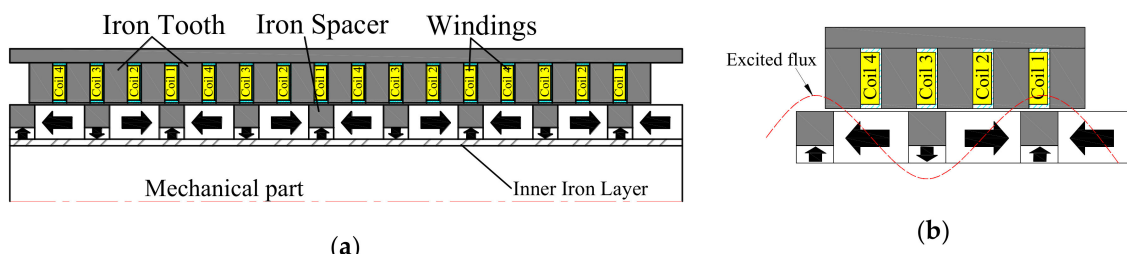 Iron Tooth
Iron Spacer
Windings
Coil 4
Coil 3
Coil 2
Coil 1
Coil 4
Coil 3
Coil 2
Coil 1
Coil 4
Coil 3
Coil 2
Coil 1
Coil 4
Coil 3
Coil 2
Coil 1
Mechanical part
Inner Iron Layer
(a)
Excited flux
Coil 4
Coil 3
Coil 2
Coil 1
(b)